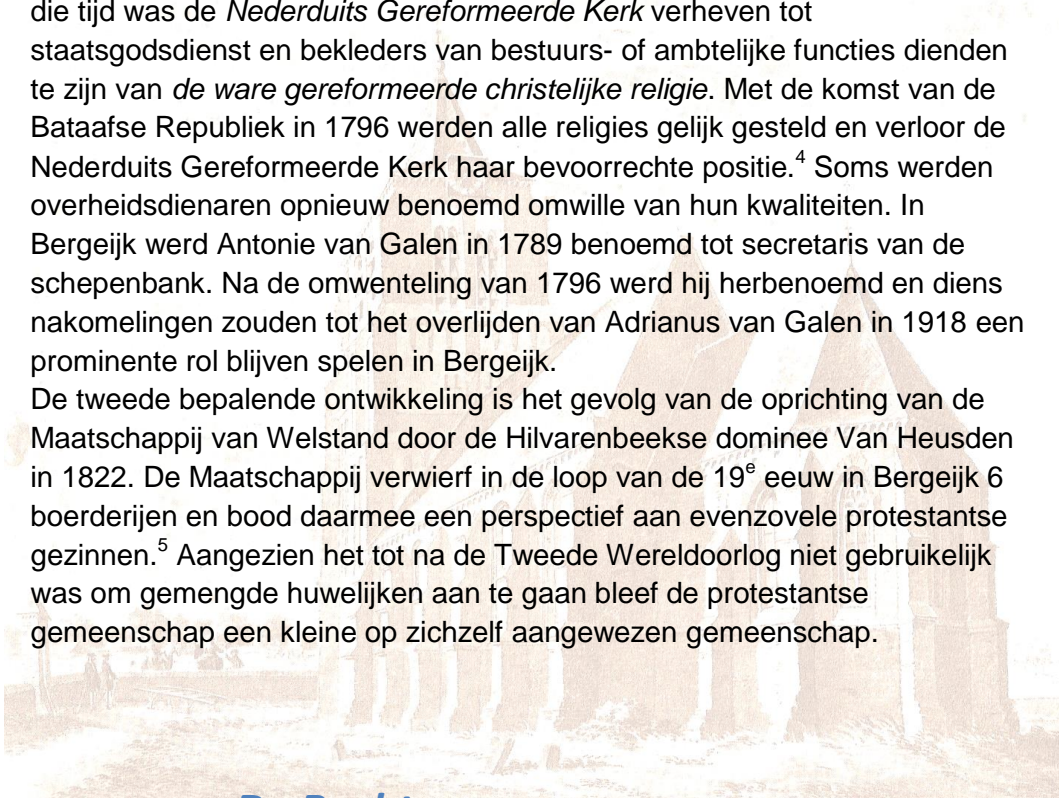 die tijd was de Nederduits Gereformeerde Kerk verheven tot
staatsgodsdienst en bekleders van bestuurs- of ambtelijke functies dienden
te zijn van de ware gereformeerde christelijke religie. Met de komst van de
Bataafse Republiek in 1796 werden alle religies gelijk gesteld en verloor de
Nederduits Gereformeerde Kerk haar bevoorrechte positie.⁴ Soms werden
overheidsdienaren opnieuw benoemd omwille van hun kwaliteiten. In
Bergeijk werd Antonie van Galen in 1789 benoemd tot secretaris van de
schepenbank. Na de omwenteling van 1796 werd hij herbenoemd en diens
nakomelingen zouden tot het overlijden van Adrianus van Galen in 1918 een
prominente rol blijven spelen in Bergeijk.
De tweede bepalende ontwikkeling is het gevolg van de oprichting van de
Maatschappij van Welstand door de Hilvarenbeekse dominee Van Heusden
in 1822. De Maatschappij verwierf in de loop van de 19ᵉ eeuw in Bergeijk 6
boerderijen en bood daarmee een perspectief aan evenzovele protestantse
gezinnen.⁵ Aangezien het tot na de Tweede Wereldoorlog niet gebruikelijk
was om gemengde huwelijken aan te gaan bleef de protestantse
gemeenschap een kleine op zichzelf aangewezen gemeenschap.